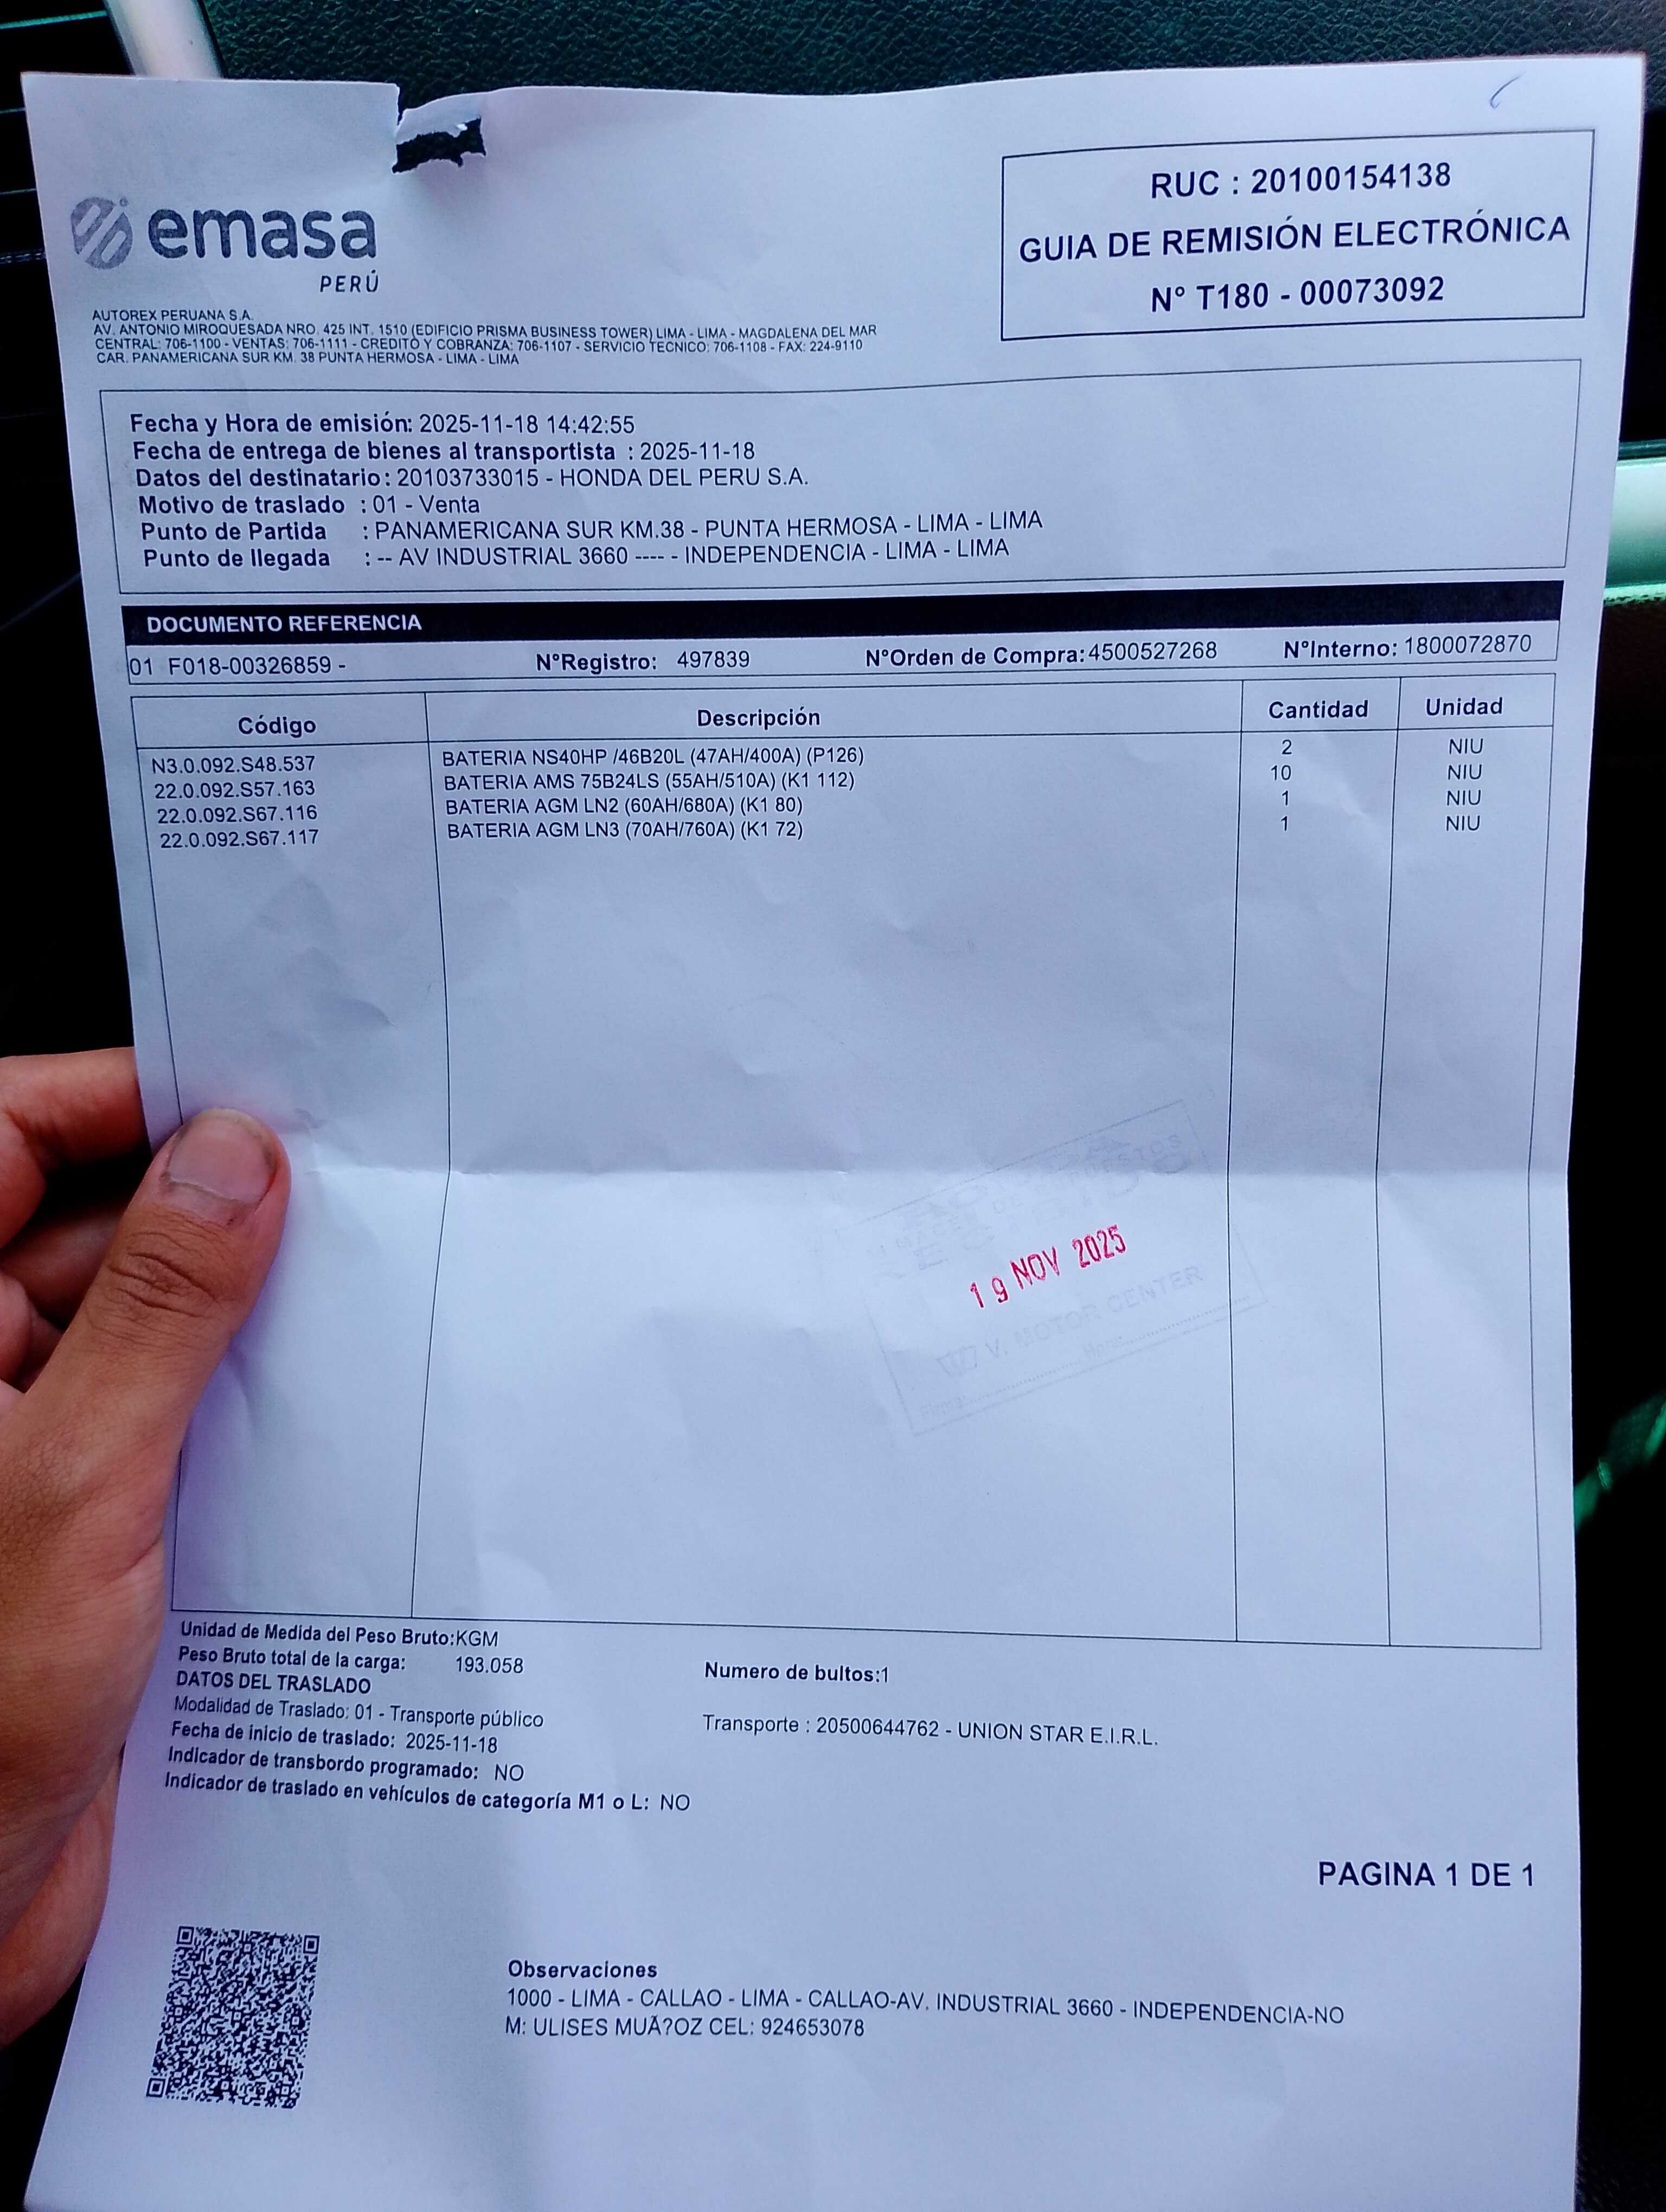 emasa
PERÚ
RUC : 20100154138
GUIA DE REMISIÓN ELECTRÓNICA
N° T180 - 00073092
AUTOREX PERUANA S.A.
AV. ANTONIO MIROQUESADA NRO. 425 INT. 1510 (EDIFICIO PRISMA BUSINESS TOWER) LIMA - LIMA - MAGDALENA DEL MAR
CENTRAL: 706-1100 - VENTAS: 706-1111 - CREDITO Y COBRANZA: 706-1107 - SERVICIO TECNICO: 706-1108 - FAX: 224-9110
CAR. PANAMERICANA SUR KM. 38 PUNTA HERMOSA - LIMA - LIMA
Fecha y Hora de emisión: 2025-11-18 14:42:55
Fecha de entrega de bienes al transportista : 2025-11-18
Datos del destinatario: 20103733015 - HONDA DEL PERU S.A.
Motivo de traslado : 01 - Venta
Punto de Partida : PANAMERICANA SUR KM.38 - PUNTA HERMOSA - LIMA - LIMA
Punto de llegada : -- AV INDUSTRIAL 3660 ---- - INDEPENDENCIA - LIMA - LIMA
DOCUMENTO REFERENCIA
01 F018-00326859 - N°Registro: 497839 N°Orden de Compra:4500527268 N°Interno: 1800072870
Código Descripción Cantidad Unidad
N3.0.092.S48.537 BATERIA NS40HP /46B20L (47AH/400A) (P126) 2 NIU
22.0.092.S57.163 BATERIA AMS 75B24LS (55AH/510A) (K1 112) 10 NIU
22.0.092.S67.116 BATERIA AGM LN2 (60AH/680A) (K1 80) 1 NIU
22.0.092.S67.117 BATERIA AGM LN3 (70AH/760A) (K1 72) 1 NIU
19 NOV 2025
V. MOTOR CENTER
Unidad de Medida del Peso Bruto:KGM
Peso Bruto total de la carga: 193.058 Numero de bultos:1
DATOS DEL TRASLADO
Modalidad de Traslado: 01 - Transporte público
Fecha de inicio de traslado: 2025-11-18 Transporte : 20500644762 - UNION STAR E.I.R.L.
Indicador de transbordo programado: NO
Indicador de traslado en vehículos de categoría M1 o L: NO
PAGINA 1 DE 1
Observaciones
1000 - LIMA - CALLAO - LIMA - CALLAO-AV. INDUSTRIAL 3660 - INDEPENDENCIA-NO
M: ULISES MUÃ?OZ CEL: 924653078